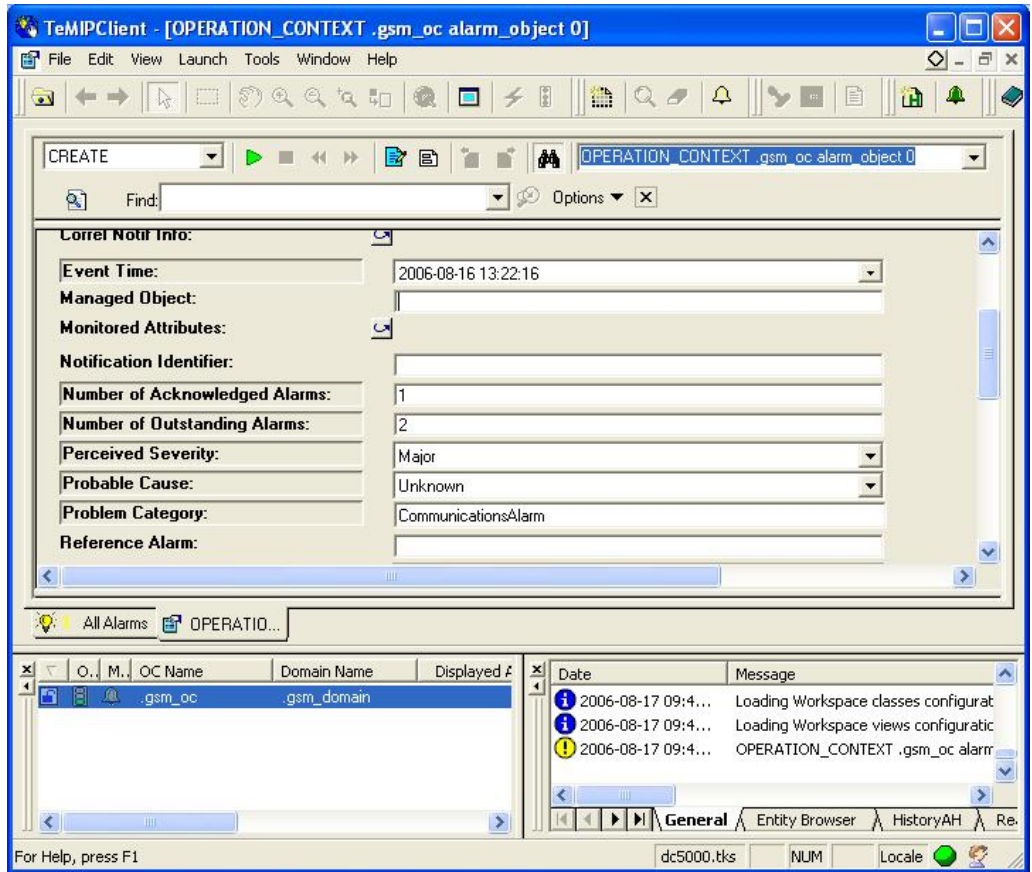 TeMIPClient - [OPERATION_CONTEXT .gsm_oc alarm_object 0]
File Edit View Launch Tools Window Help
CREATE
OPERATION_CONTEXT .gsm_oc alarm_object 0
Find:
Options
Correl Notif Info:
Event Time: 2006-08-16 13:22:16
Managed Object:
Monitored Attributes:
Notification Identifier:
Number of Acknowledged Alarms: 1
Number of Outstanding Alarms: 2
Perceived Severity: Major
Probable Cause: Unknown
Problem Category: CommunicationsAlarm
Reference Alarm:
All Alarms OPERATIO...
O.. M.. OC Name Domain Name Displayed A
.gsm_oc .gsm_domain
Date Message
2006-08-17 09:4... Loading Workspace classes configurat
2006-08-17 09:4... Loading Workspace views configuratic
2006-08-17 09:4... OPERATION_CONTEXT .gsm_oc alarm
General Entity Browser HistoryAH Re
For Help, press F1 dc5000.tks NUM Locale